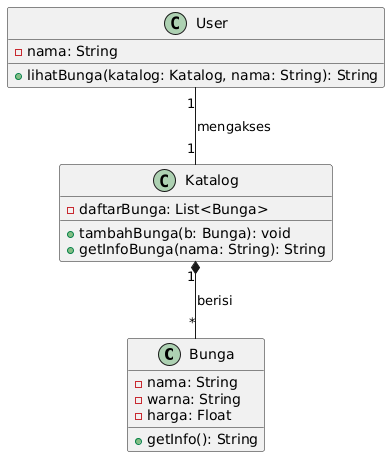 C User
nama: String
lihatBunga(katalog: Katalog, nama: String): String
1
mengakses
1
C Katalog
daftarBunga: List<Bunga>
tambahBunga(b: Bunga): void
getInfoBunga(nama: String): String
1
berisi
*
C Bunga
nama: String
warna: String
harga: Float
getInfo(): String